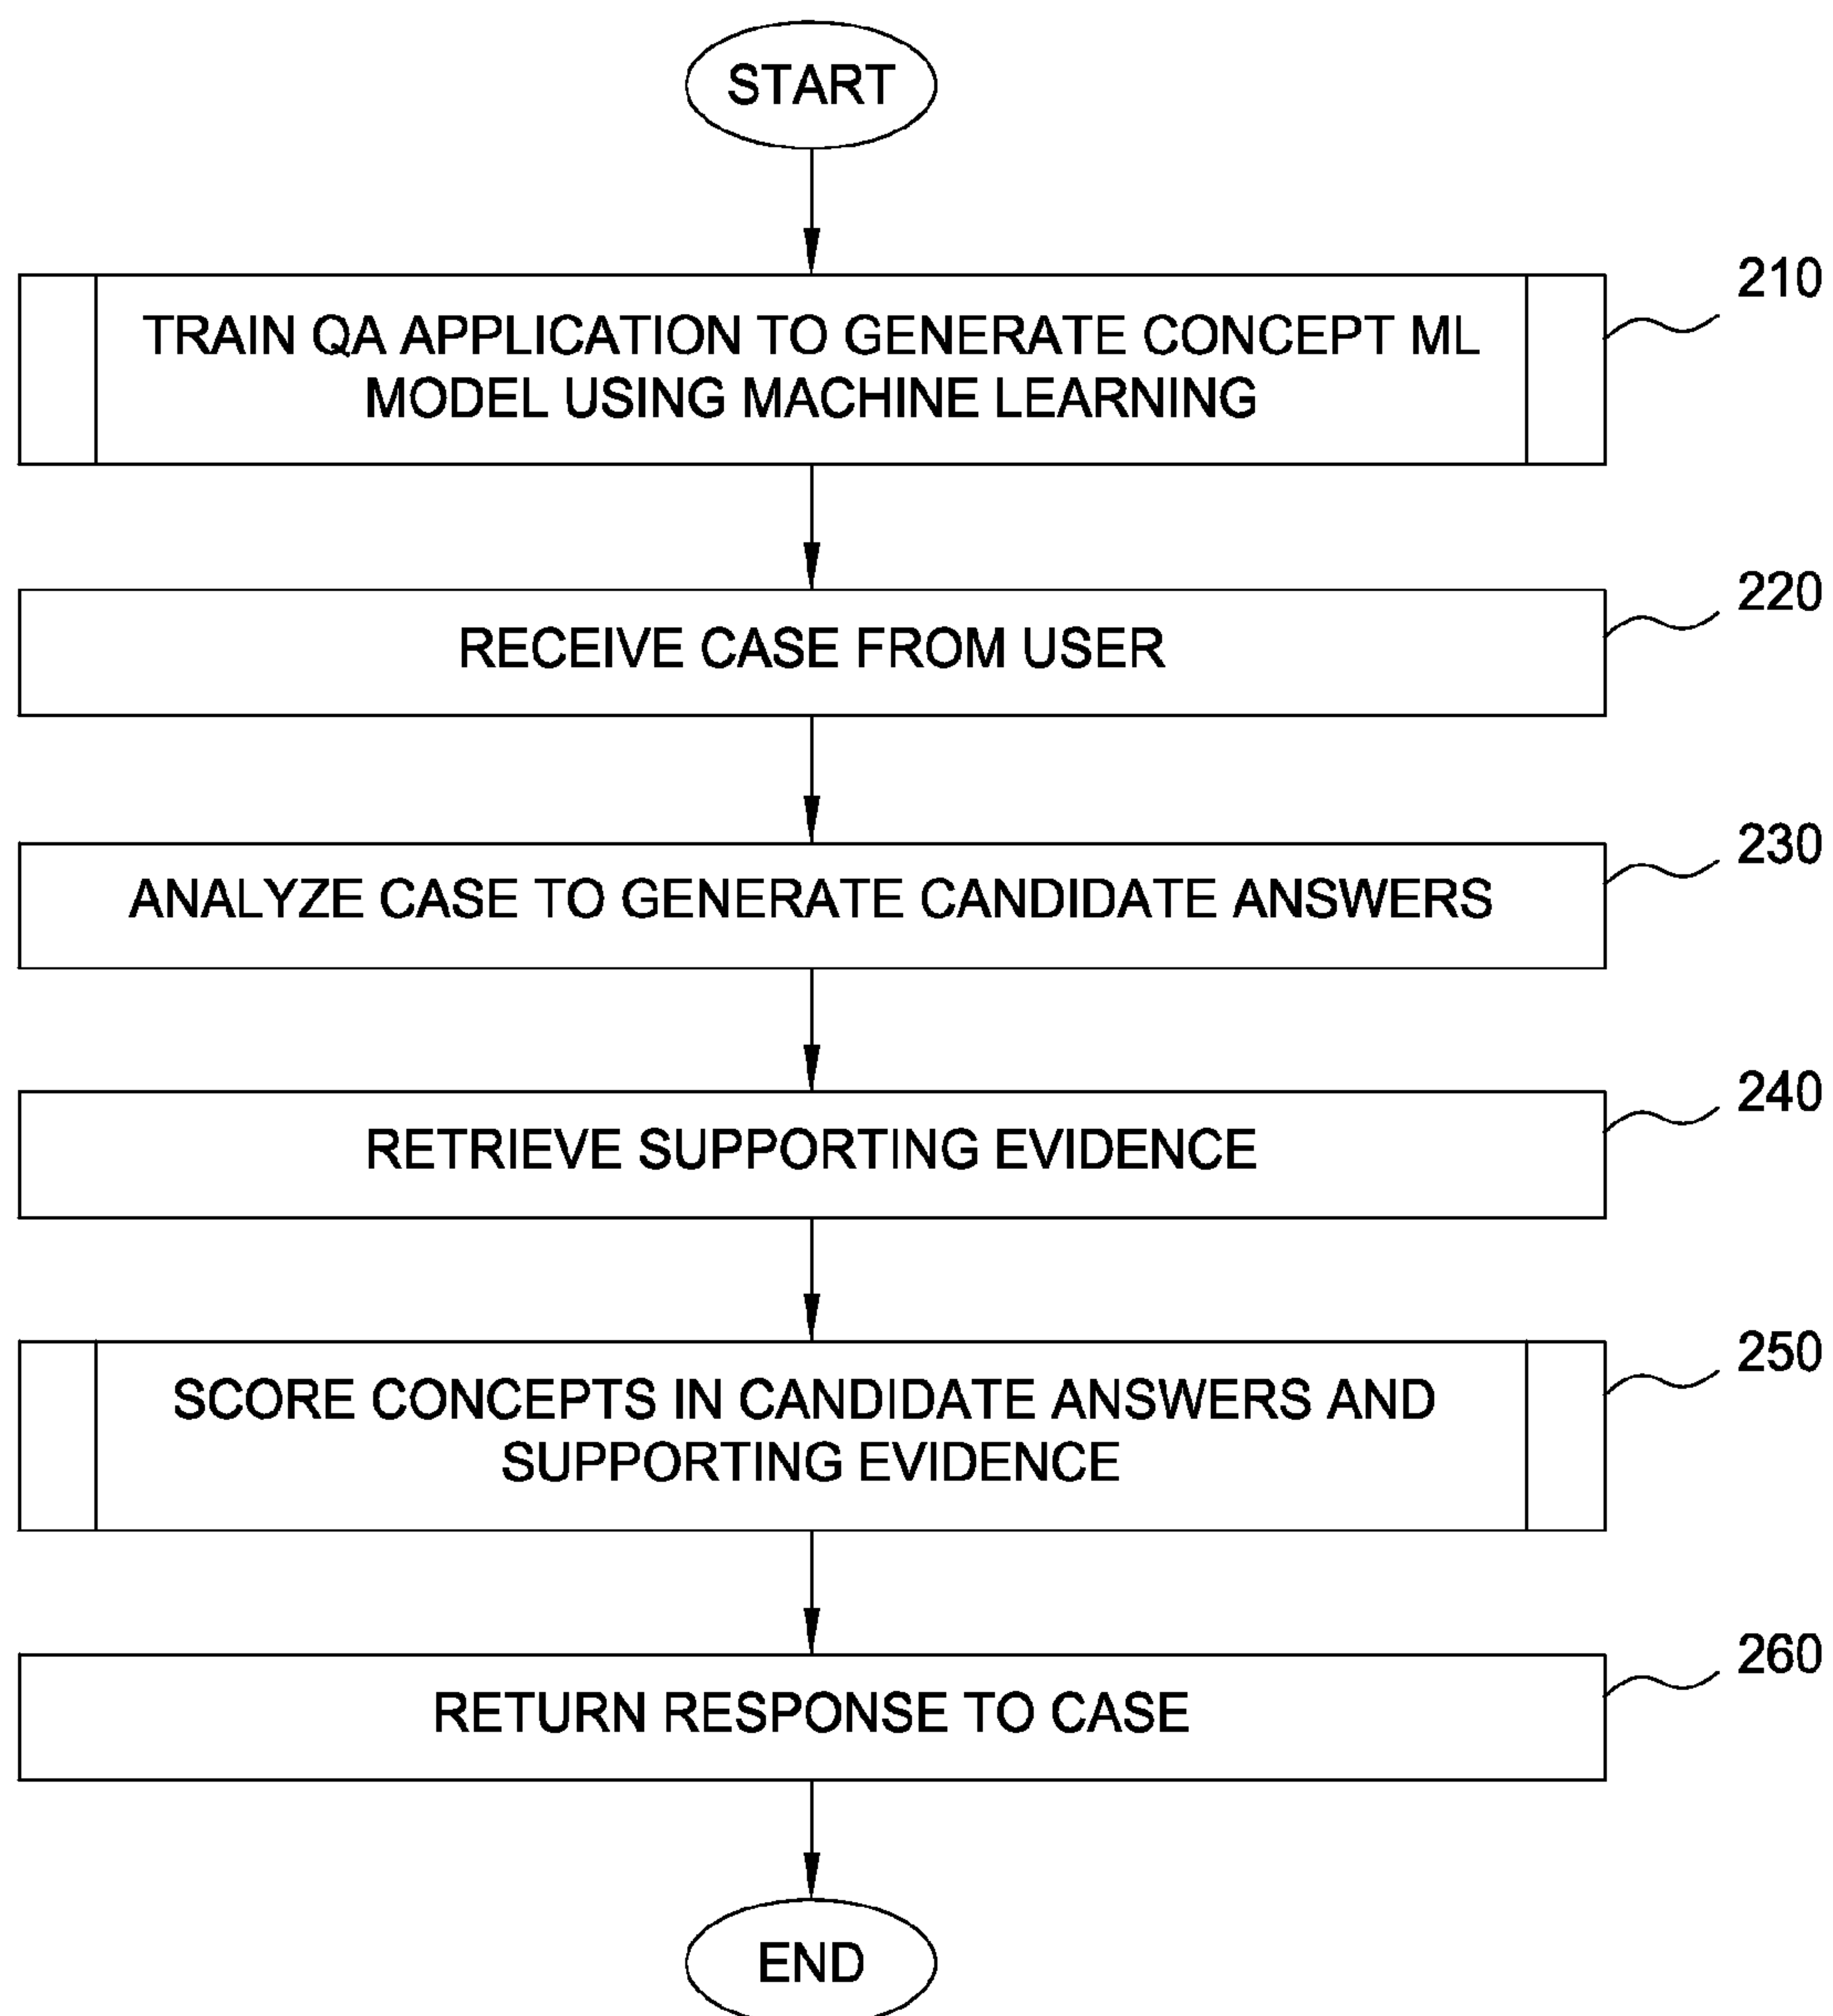 START
210
TRAIN QA APPLICATION TO GENERATE CONCEPT ML
MODEL USING MACHINE LEARNING
220
RECEIVE CASE FROM USER
230
ANALYZE CASE TO GENERATE CANDIDATE ANSWERS
240
RETRIEVE SUPPORTING EVIDENCE
250
SCORE CONCEPTS IN CANDIDATE ANSWERS AND
SUPPORTING EVIDENCE
260
RETURN RESPONSE TO CASE
END